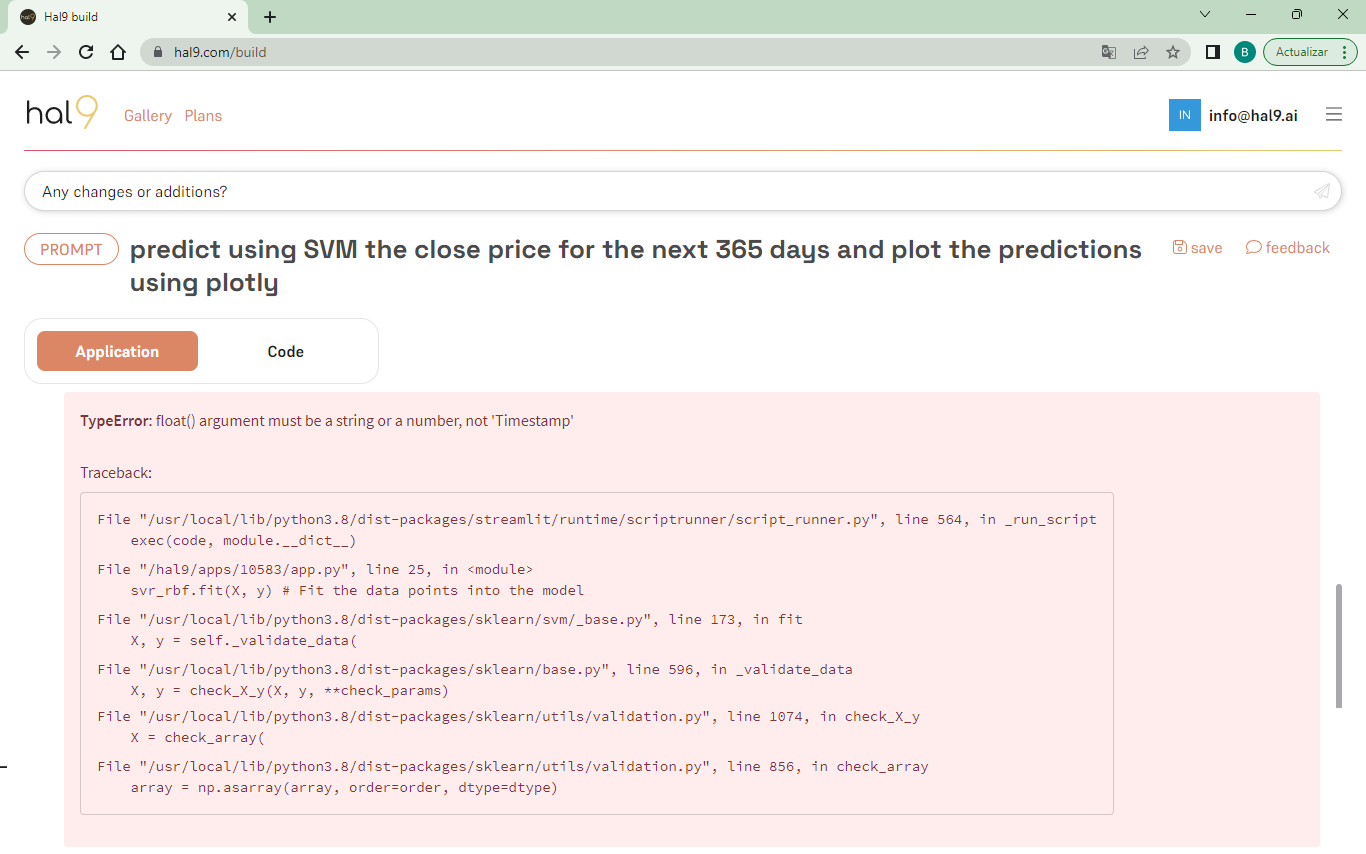 Hal9 build
hal9.com/build
B
Actualizar
hal9
Gallery Plans
IN
info@hal9.ai
Any changes or additions?
PROMPT
predict using SVM the close price for the next 365 days and plot the predictions
using plotly
save
feedback
Application
Code
TypeError: float() argument must be a string or a number, not 'Timestamp'
Traceback:
File "/usr/local/lib/python3.8/dist-packages/streamlit/runtime/scriptrunner/script_runner.py", line 564, in _run_script
exec(code, module.__dict__)
File "/hal9/apps/10583/app.py", line 25, in <module>
svr_rbf.fit(X, y) # Fit the data points into the model
File "/usr/local/lib/python3.8/dist-packages/sklearn/svm/_base.py", line 173, in fit
X, y = self._validate_data(
File "/usr/local/lib/python3.8/dist-packages/sklearn/base.py", line 596, in _validate_data
X, y = check_X_y(X, y, **check_params)
File "/usr/local/lib/python3.8/dist-packages/sklearn/utils/validation.py", line 1074, in check_X_y
X = check_array(
File "/usr/local/lib/python3.8/dist-packages/sklearn/utils/validation.py", line 856, in check_array
array = np.asarray(array, order=order, dtype=dtype)